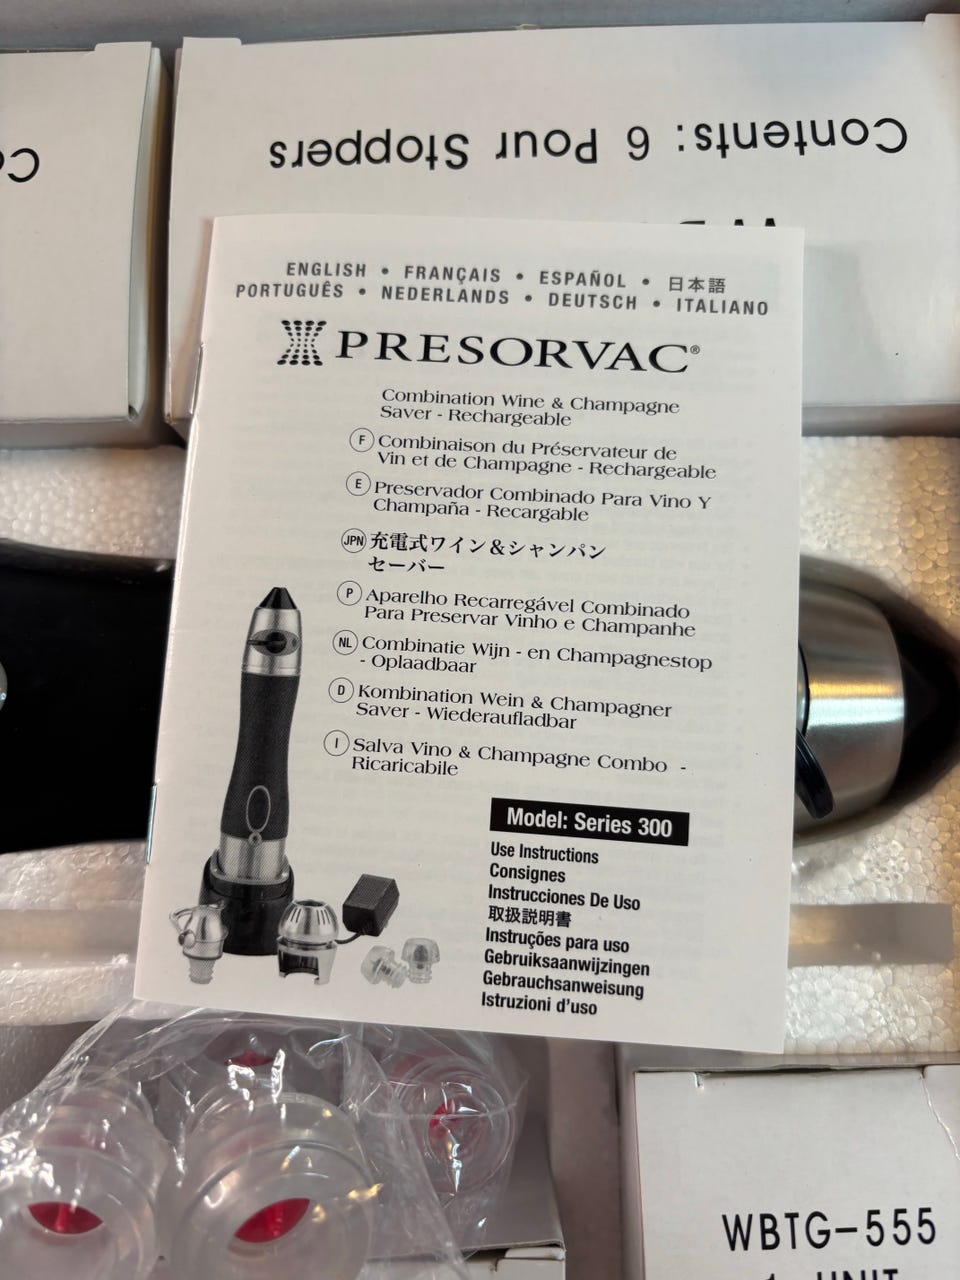 Contents: 6 Pour Stoppers
ENGLISH • FRANÇAIS • ESPAÑOL • 日本語
PORTUGUÊS • NEDERLANDS • DEUTSCH • ITALIANO
PRESORVAC®
Combination Wine & Champagne
Saver - Rechargeable
F Combinaison du Préservateur de
Vin et de Champagne - Rechargeable
E Preservador Combinado Para Vino Y
Champaña - Recargable
JPN 充電式ワイン&シャンパン
セーバー
P Aparelho Recarregável Combinado
Para Preservar Vinho e Champanhe
NL Combinatie Wijn - en Champagnestop
- Oplaadbaar
D Kombination Wein & Champagner
Saver - Wiederaufladbar
I Salva Vino & Champagne Combo -
Ricaricabile
Model: Series 300
Use Instructions
Consignes
Instrucciones De Uso
取扱説明書
Instruções para uso
Gebruiksaanwijzingen
Gebrauchsanweisung
Istruzioni d'uso
WBTG-555
1 UNIT